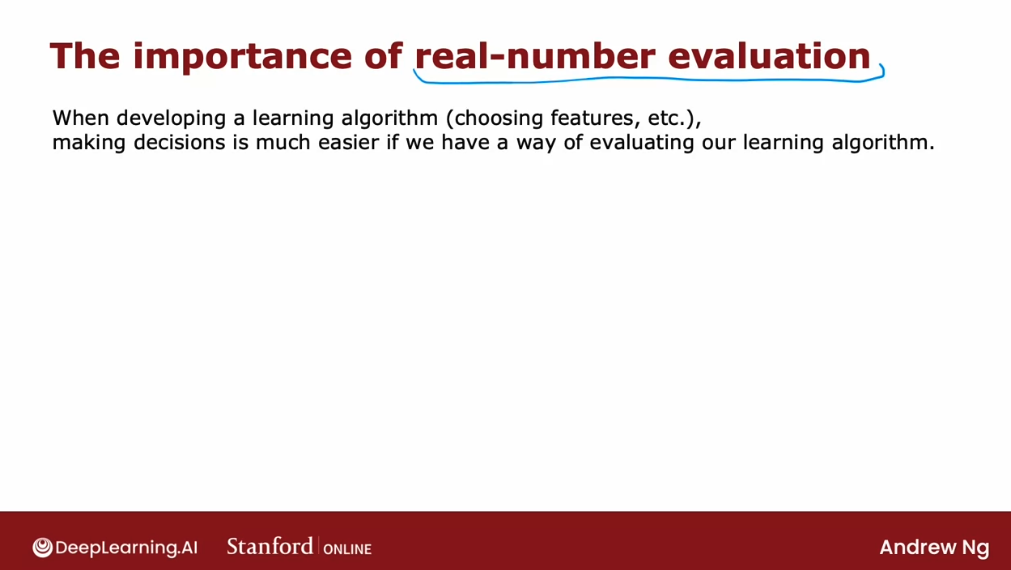 The importance of real-number evaluation
When developing a learning algorithm (choosing features, etc.),
making decisions is much easier if we have a way of evaluating our learning algorithm.
DeepLearning.AI Stanford ONLINE Andrew Ng